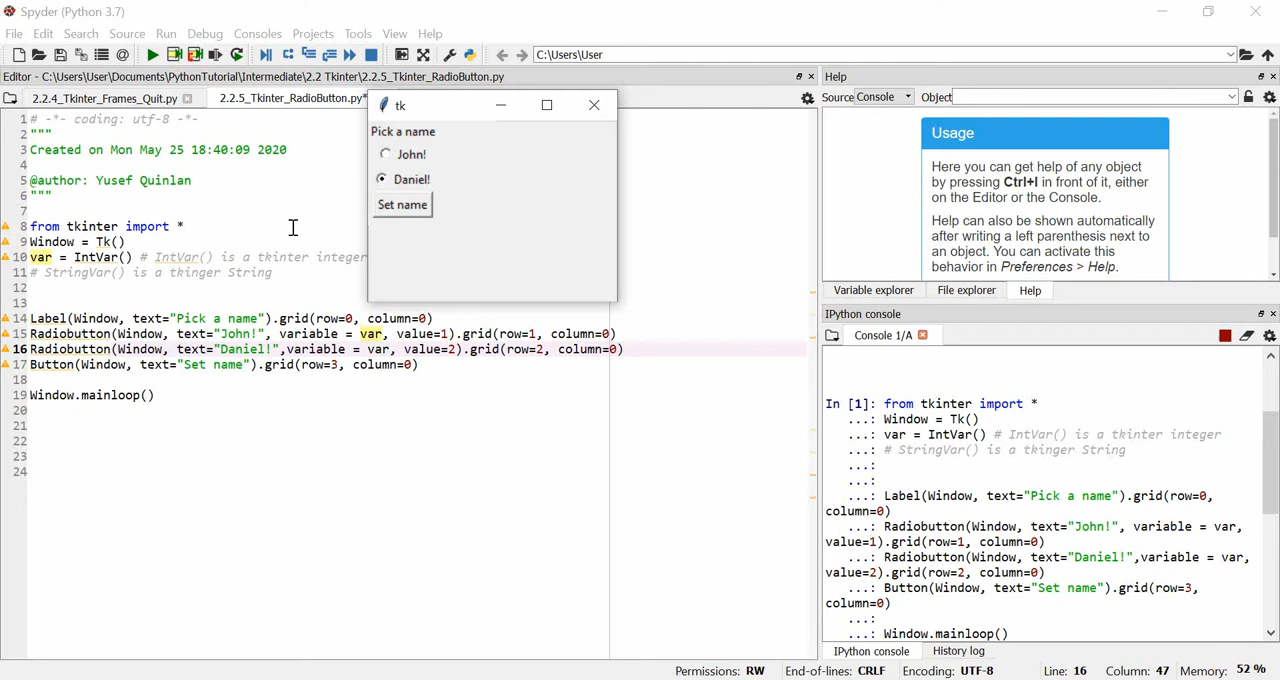 Spyder (Python 3.7)
File Edit Search Source Run Debug Consoles Projects Tools View Help
C:\Users\User
Editor - C:\Users\User\Documents\PythonTutorial\Intermediate\2.2 Tkinter\2.2.5_Tkinter_RadioButton.py
2.2.4_Tkinter_Frames_Quit.py
2.2.5_Tkinter_RadioButton.py*
1 # -*- coding: utf-8 -*-
2 """
3 Created on Mon May 25 18:40:09 2020
4
5 @author: Yusef Quinlan
6 """
7
8 from tkinter import *
9 Window = Tk()
10 var = IntVar() # IntVar() is a tkinter integer
11 # StringVar() is a tkinger String
12
13
14 Label(Window, text="Pick a name").grid(row=0, column=0)
15 Radiobutton(Window, text="John!", variable = var, value=1).grid(row=1, column=0)
16 Radiobutton(Window, text="Daniel!",variable = var, value=2).grid(row=2, column=0)
17 Button(Window, text="Set name").grid(row=3, column=0)
18
19 Window.mainloop()
20
21
22
23
24
tk
Pick a name
John!
Daniel!
Set name
Help
Source Console Object
Usage
Here you can get help of any object
by pressing Ctrl+I in front of it, either
on the Editor or the Console.
Help can also be shown automatically
after writing a left parenthesis next to
an object. You can activate this
behavior in Preferences > Help.
Variable explorer File explorer Help
IPython console
Console 1/A
In [1]: from tkinter import *
...: Window = Tk()
...: var = IntVar() # IntVar() is a tkinter integer
...: # StringVar() is a tkinger String
...:
...:
...: Label(Window, text="Pick a name").grid(row=0,
column=0)
...: Radiobutton(Window, text="John!", variable = var,
value=1).grid(row=1, column=0)
...: Radiobutton(Window, text="Daniel!",variable = var,
value=2).grid(row=2, column=0)
...: Button(Window, text="Set name").grid(row=3,
column=0)
...:
...: Window.mainloop()
IPython console History log
Permissions: RW End-of-lines: CRLF Encoding: UTF-8 Line: 16 Column: 47 Memory: 52 %